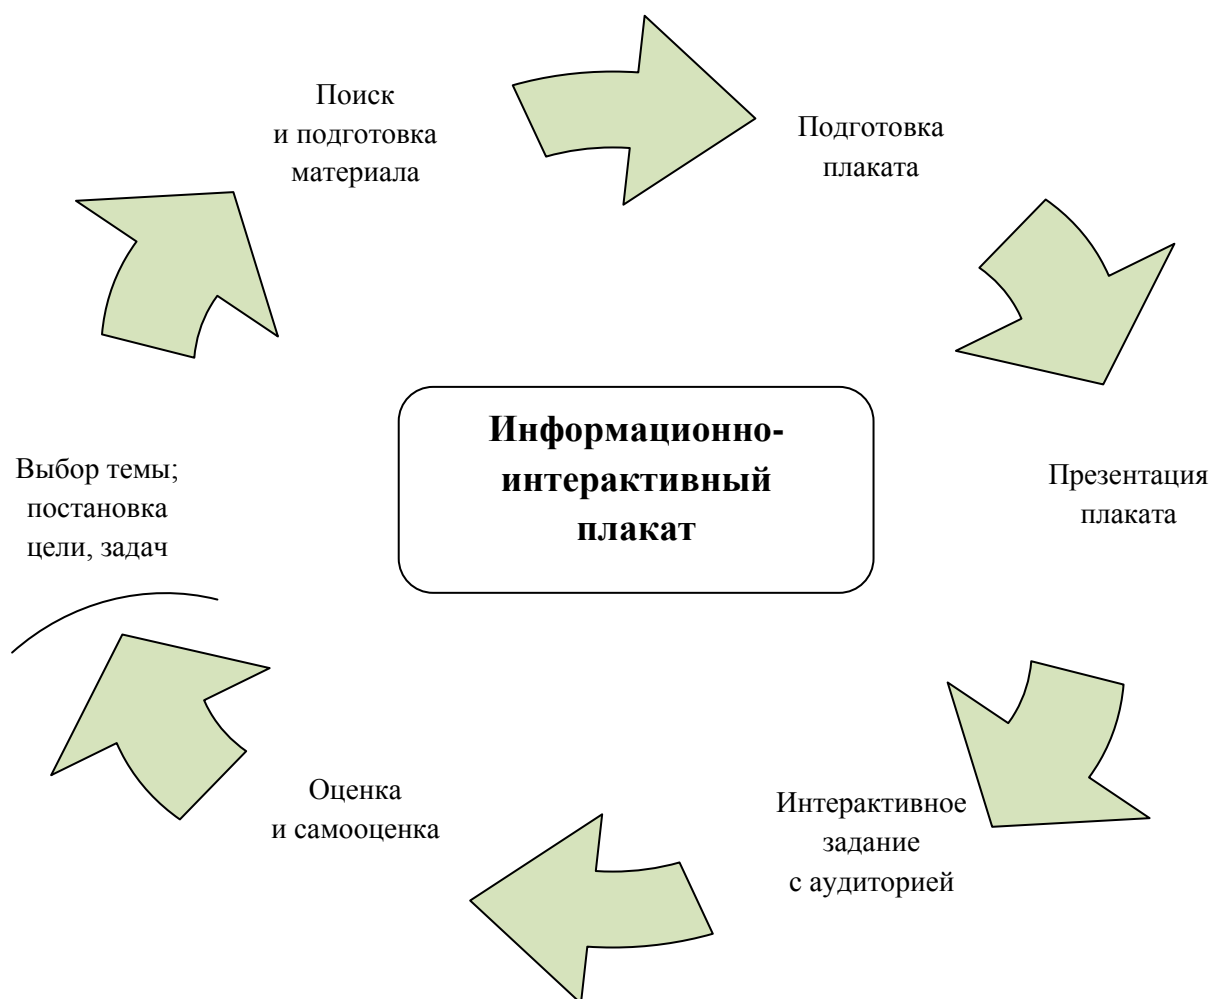 Поиск
и подготовка
материала
Подготовка
плаката
Информационно-
интерактивный
плакат
Выбор темы;
постановка
цели, задач
Презентация
плаката
Оценка
и самооценка
Интерактивное
задание
с аудиторией